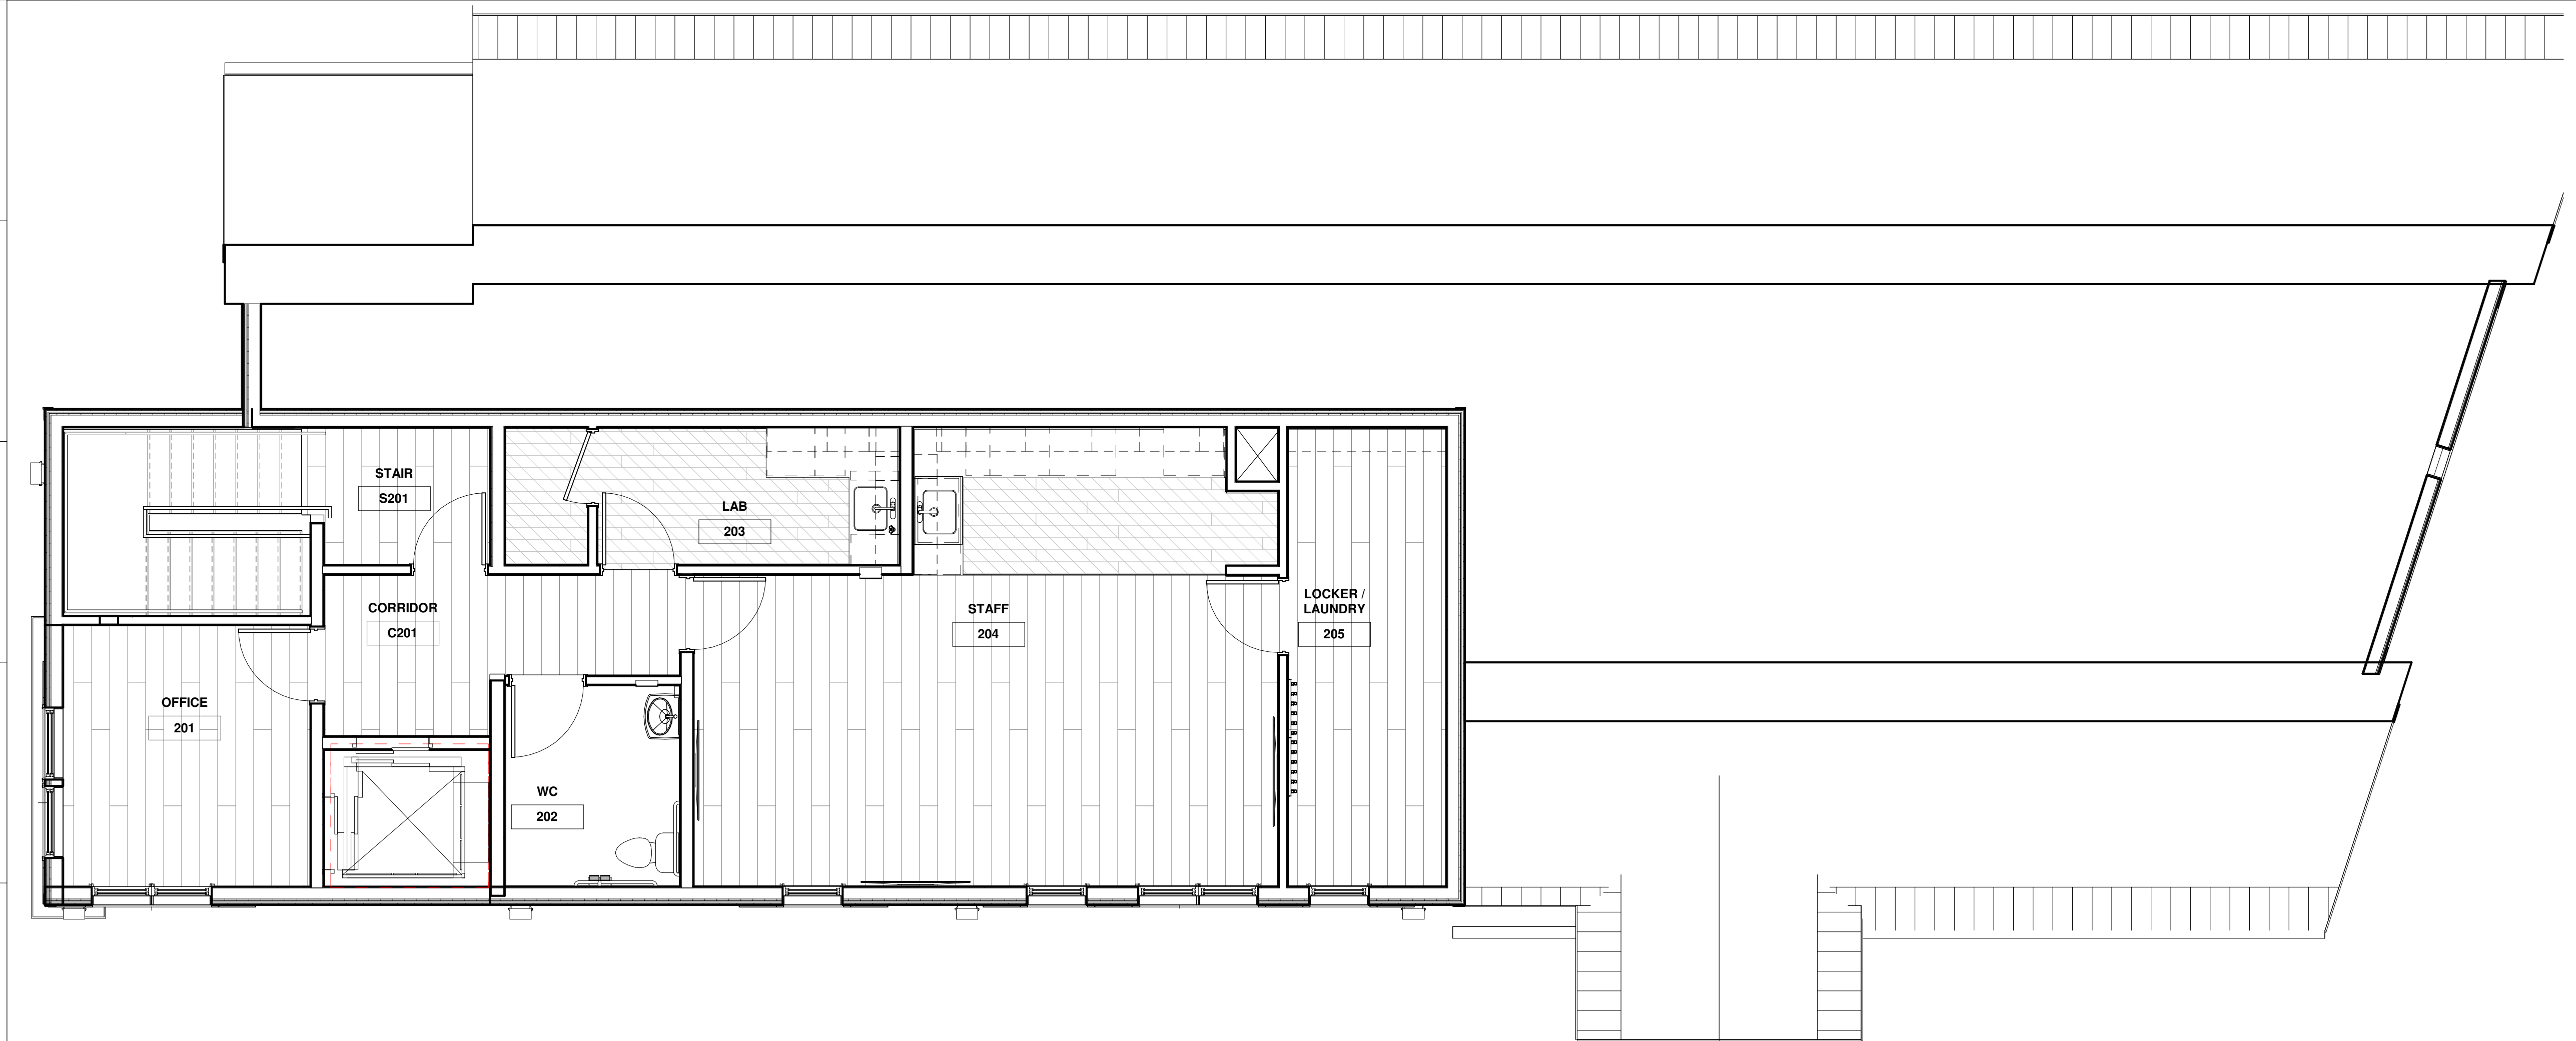 STAIR
S201
LAB
203
CORRIDOR
C201
STAFF
204
LOCKER /
LAUNDRY
205
OFFICE
201
WC
202